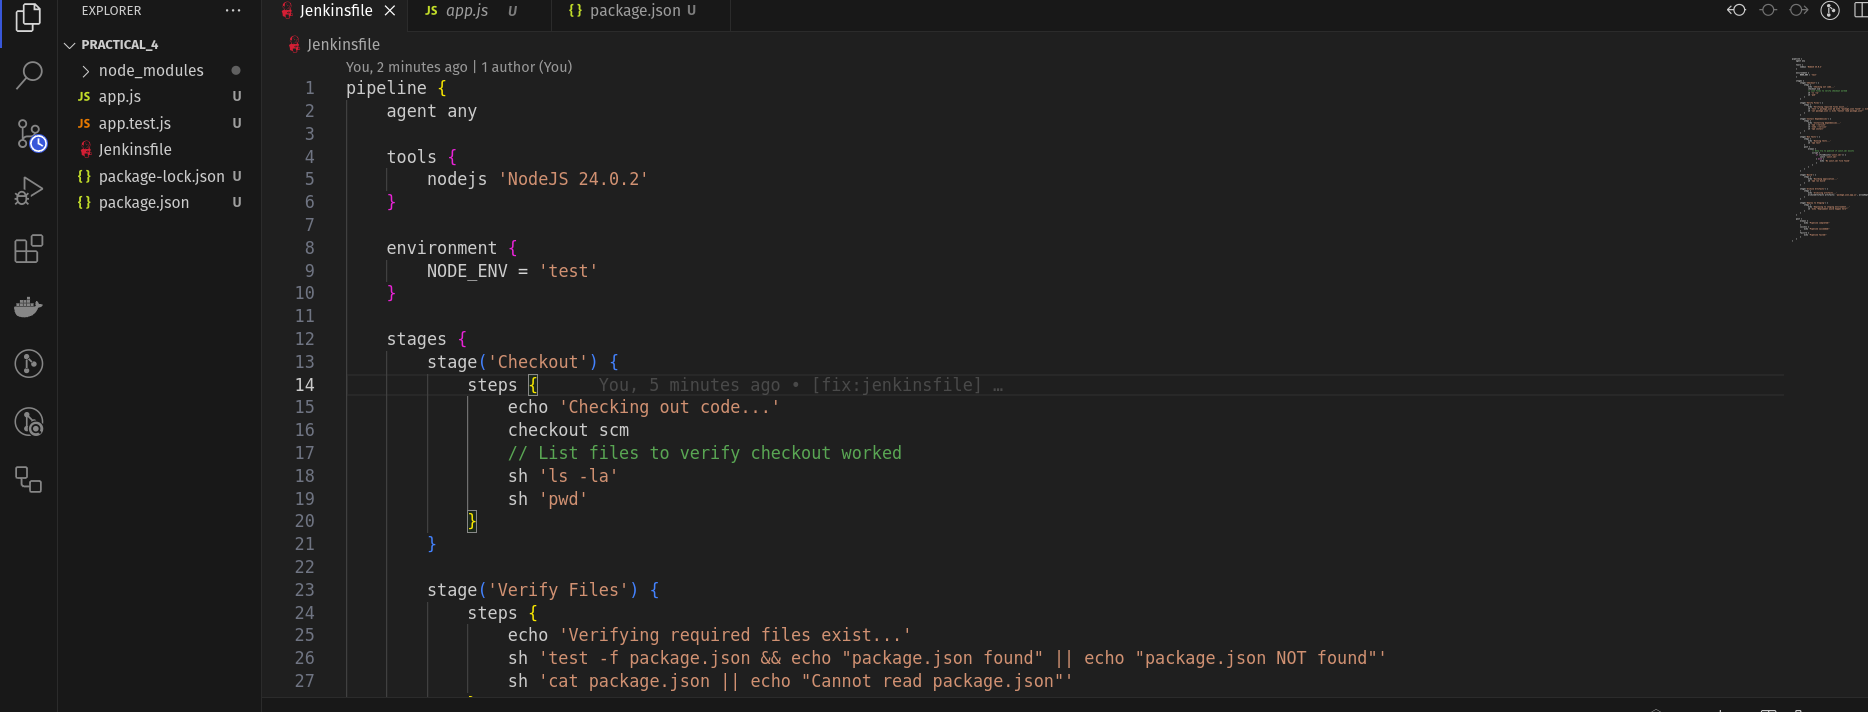 EXPLORER
PRACTICAL_4
node_modules
JS app.js U
JS app.test.js U
Jenkinsfile
{} package-lock.json U
{} package.json U
Jenkinsfile
JS app.js U
{} package.json U
Jenkinsfile
You, 2 minutes ago | 1 author (You)
1 pipeline {
2 agent any
3
4 tools {
5 nodejs 'NodeJS 24.0.2'
6 }
7
8 environment {
9 NODE_ENV = 'test'
10 }
11
12 stages {
13 stage('Checkout') {
14 steps { You, 5 minutes ago • [fix:jenkinsfile] …
15 echo 'Checking out code...'
16 checkout scm
17 // List files to verify checkout worked
18 sh 'ls -la'
19 sh 'pwd'
20 }
21 }
22
23 stage('Verify Files') {
24 steps {
25 echo 'Verifying required files exist...'
26 sh 'test -f package.json && echo "package.json found" || echo "package.json NOT found"'
27 sh 'cat package.json || echo "Cannot read package.json"'